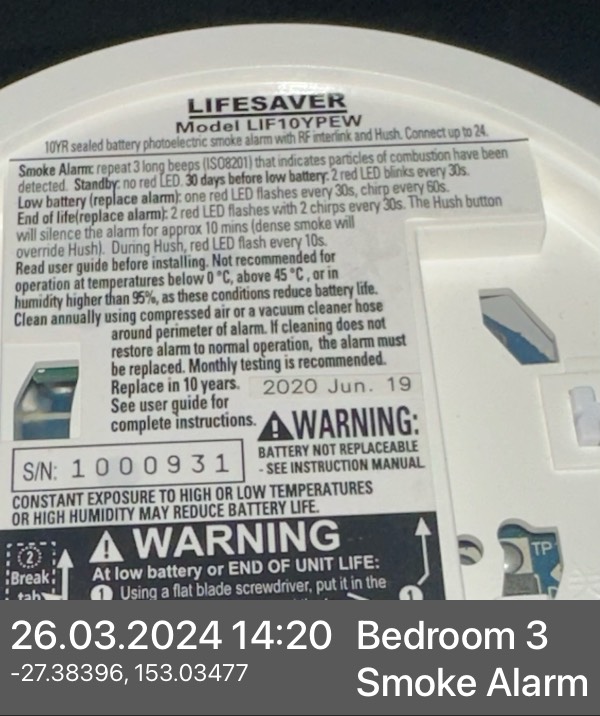 LIFESAVER
Model LIF10YPEW
10YR sealed battery photoelectric smoke alarm with RF interlink and Hush. Connect up to 24.
Smoke Alarm: repeat 3 long beeps (ISO8201) that indicates particles of combustion have been
detected. Standby: no red LED. 30 days before low battery: 2 red LED blinks every 30s.
Low battery (replace alarm): one red LED flashes every 30s, chirp every 60s.
End of life(replace alarm): 2 red LED flashes with 2 chirps every 30s. The Hush button
will silence the alarm for approx 10 mins (dense smoke will
override Hush). During Hush, red LED flash every 10s.
Read user guide before installing. Not recommended for
operation at temperatures below 0 °C, above 45 °C, or in
humidity higher than 95%, as these conditions reduce battery life.
Clean annually using compressed air or a vacuum cleaner hose
around perimeter of alarm. If cleaning does not
restore alarm to normal operation, the alarm must
be replaced. Monthly testing is recommended.
Replace in 10 years. 2020 Jun. 19
See user guide for
complete instructions.
WARNING:
BATTERY NOT REPLACEABLE
- SEE INSTRUCTION MANUAL
S/N: 1000931
CONSTANT EXPOSURE TO HIGH OR LOW TEMPERATURES
OR HIGH HUMIDITY MAY REDUCE BATTERY LIFE.
WARNING
At low battery or END OF UNIT LIFE:
1 Using a flat blade screwdriver, put it in the
2
Break
tab
1
TP
26.03.2024 14:20
-27.38396, 153.03477
Bedroom 3
Smoke Alarm